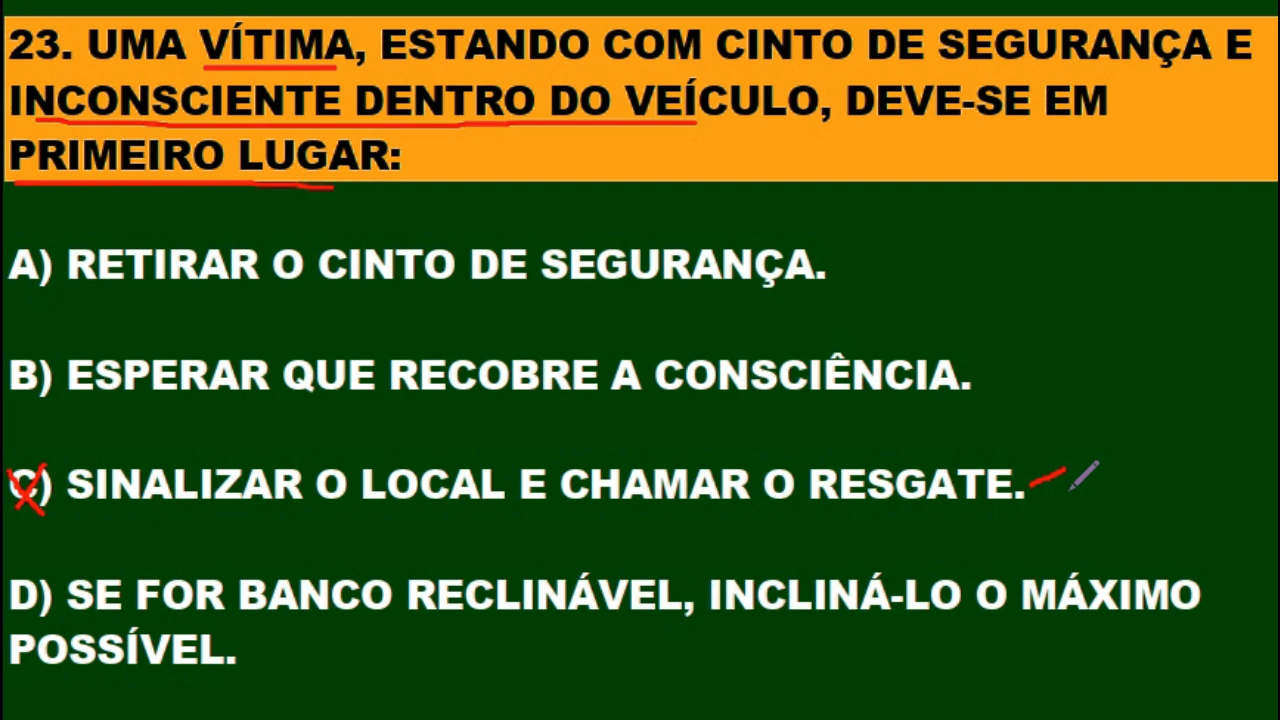 23. UMA VÍTIMA, ESTANDO COM CINTO DE SEGURANÇA E
INCONSCIENTE DENTRO DO VEÍCULO, DEVE-SE EM
PRIMEIRO LUGAR:
A) RETIRAR O CINTO DE SEGURANÇA.
B) ESPERAR QUE RECOBRE A CONSCIÊNCIA.
C) SINALIZAR O LOCAL E CHAMAR O RESGATE.
D) SE FOR BANCO RECLINÁVEL, INCLINÁ-LO O MÁXIMO
POSSÍVEL.